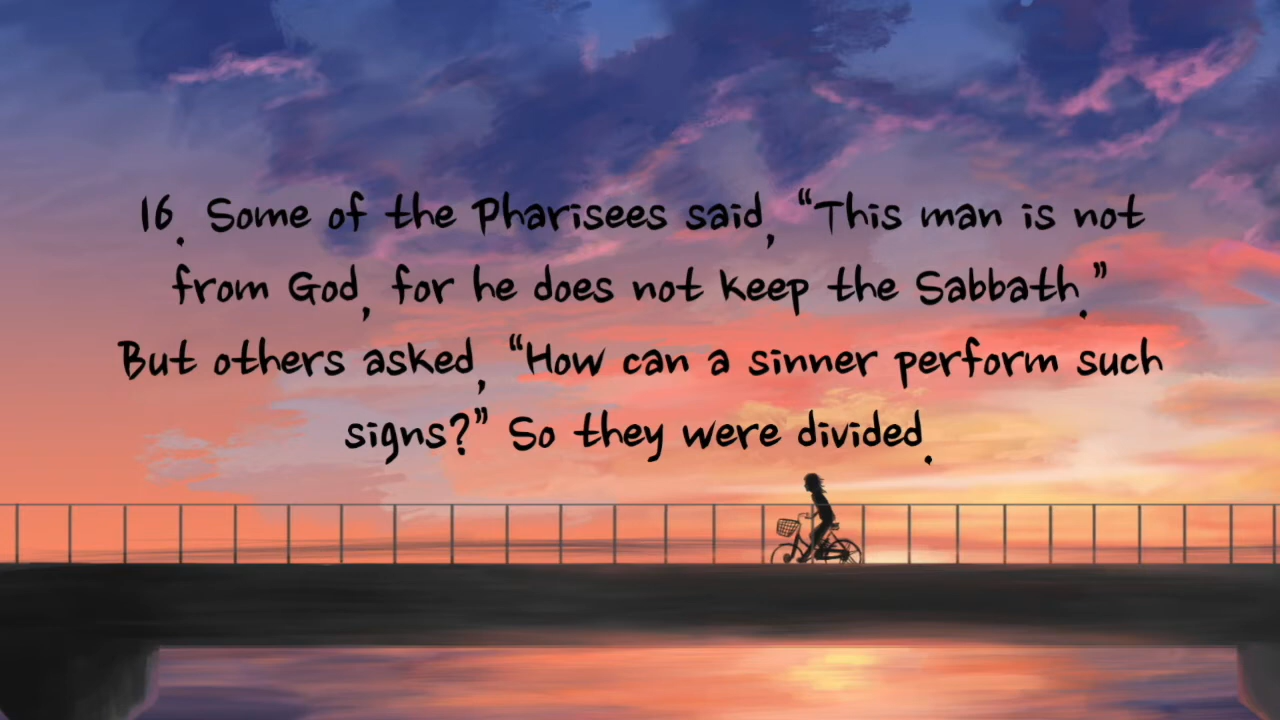 16. Some of the Pharisees said, “This man is not
from God, for he does not keep the Sabbath.”
But others asked, “How can a sinner perform such
signs?” So they were divided.